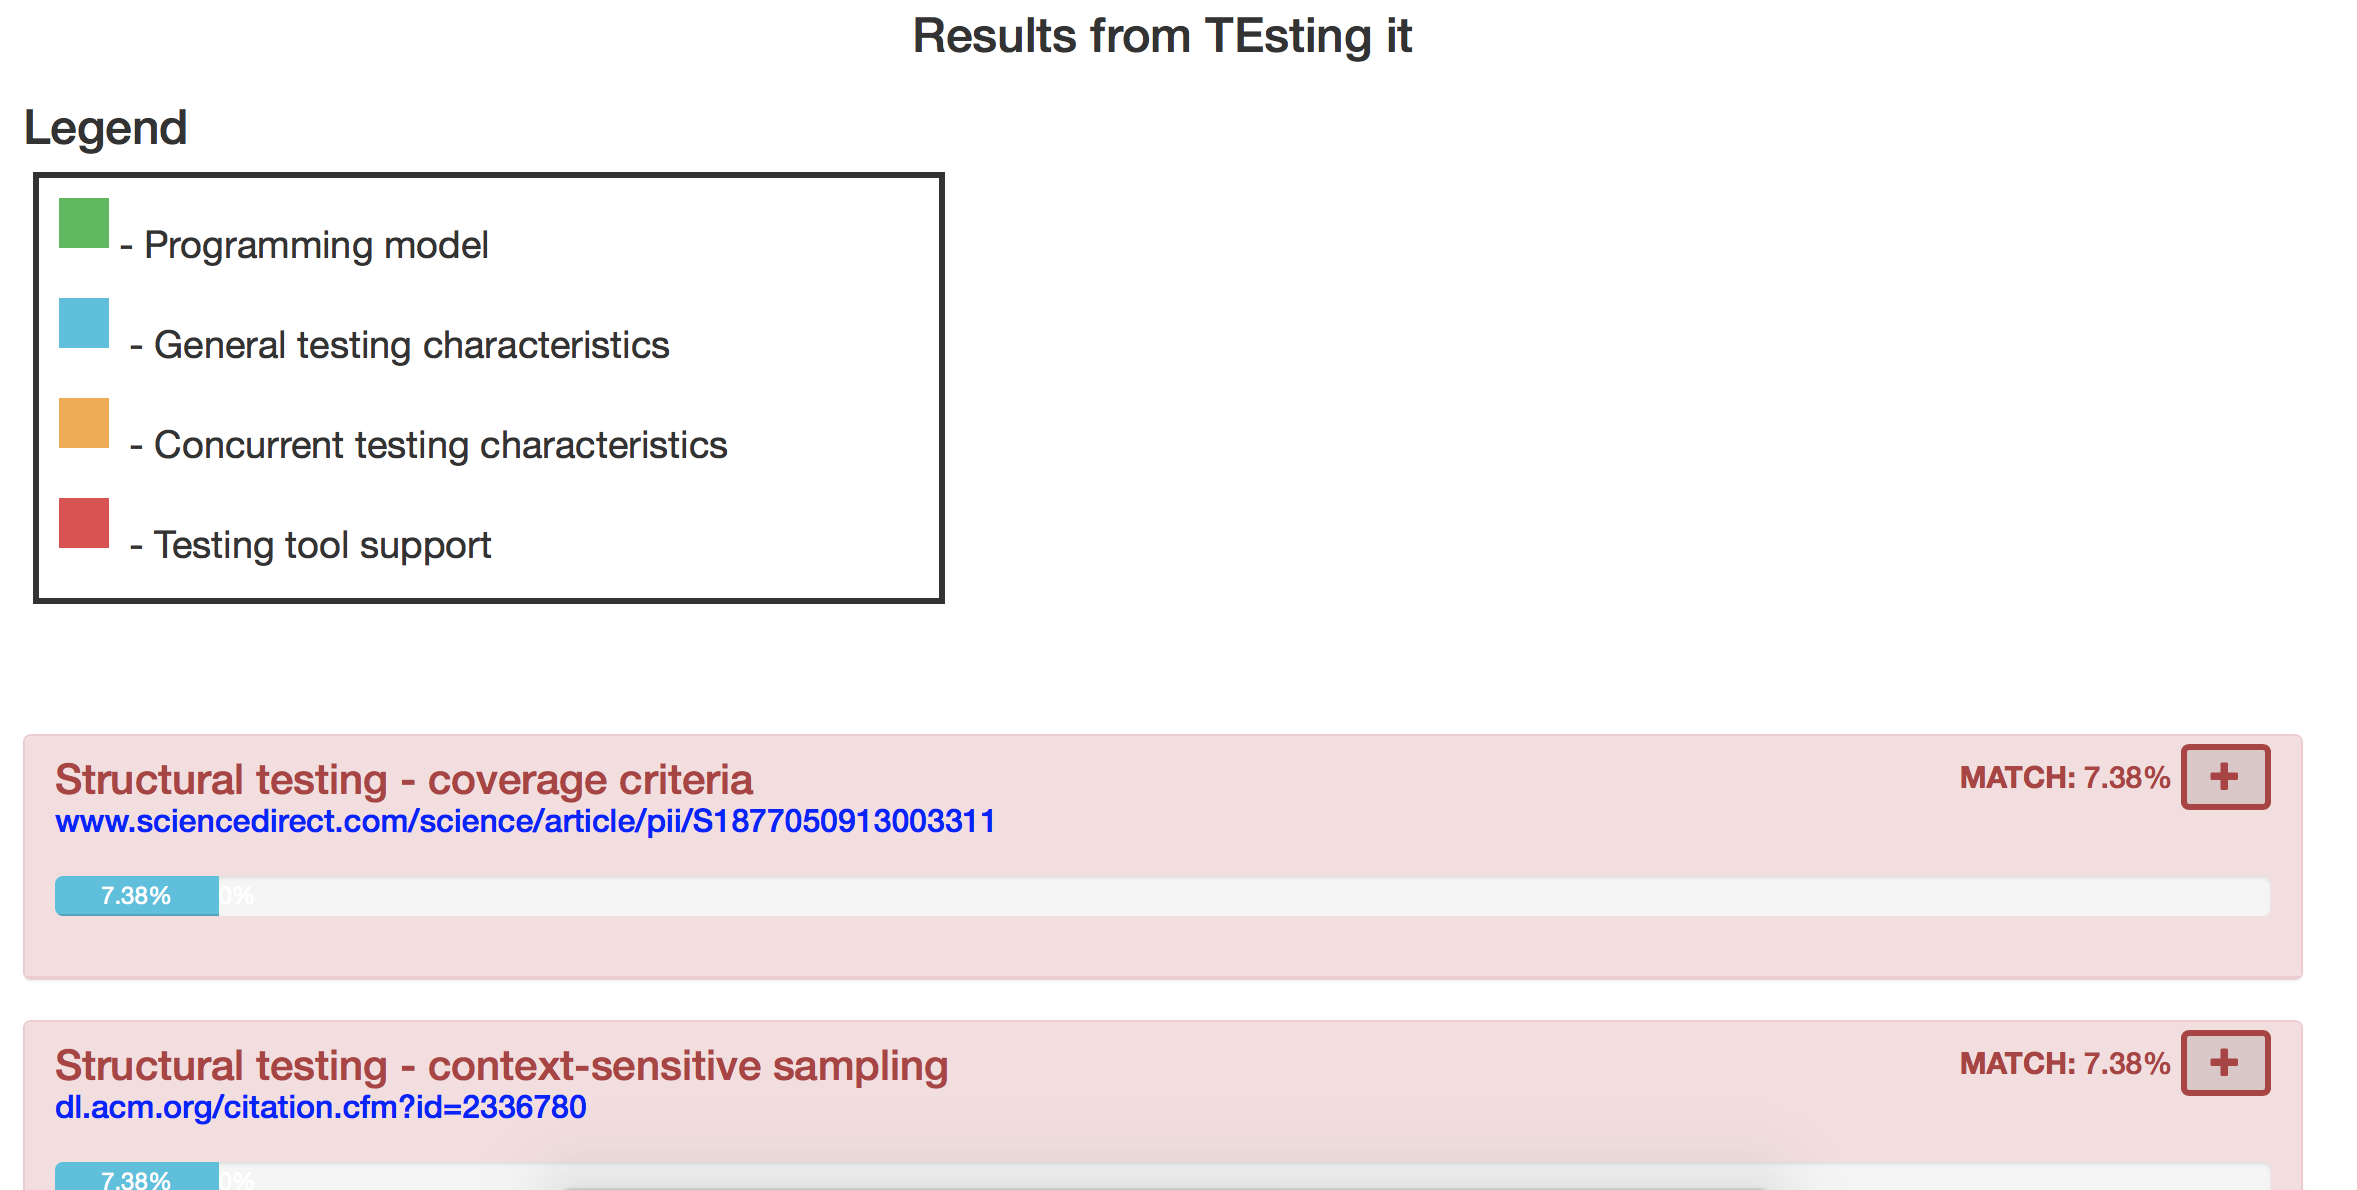 Results from TEsting it
Legend
- Programming model
- General testing characteristics
- Concurrent testing characteristics
- Testing tool support
Structural testing - coverage criteria
MATCH: 7.38%
www.sciencedirect.com/science/article/pii/S1877050913003311
7.38% 0%
Structural testing - context-sensitive sampling
MATCH: 7.38%
dl.acm.org/citation.cfm?id=2336780
7.38% 0%